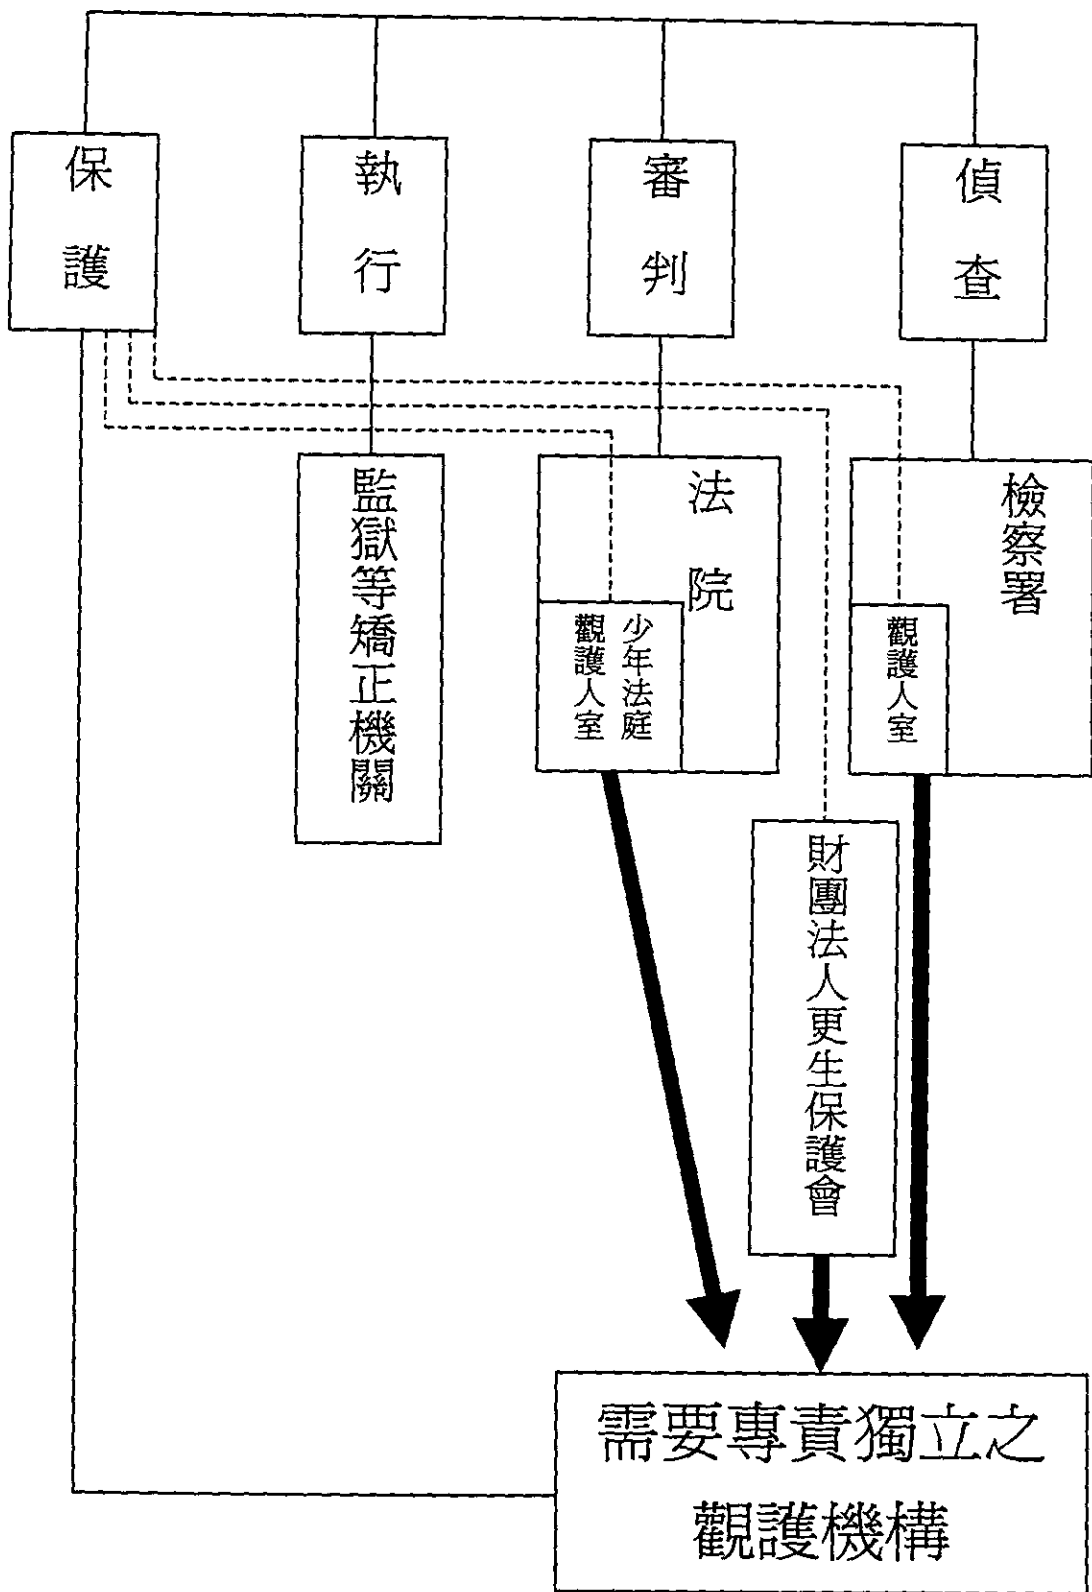 偵查
審判
執行
保護
檢察署
觀護人室
法院
少年法庭
觀護人室
監獄等矯正機關
財團法人更生保護會
需要專責獨立之
觀護機構